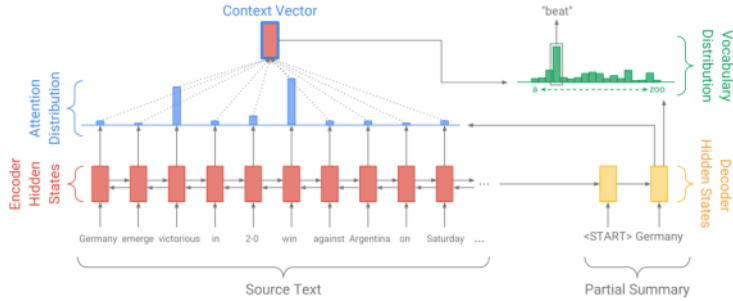 Context Vector
"beat"
Vocabulary
Distribution
a
zoo
Attention
Distribution
Encoder
Hidden
States
Decoder
Hidden States
...
Germany emerge victorious in 2-0 win against Argentina on Saturday ...
<START> Germany
Source Text
Partial Summary